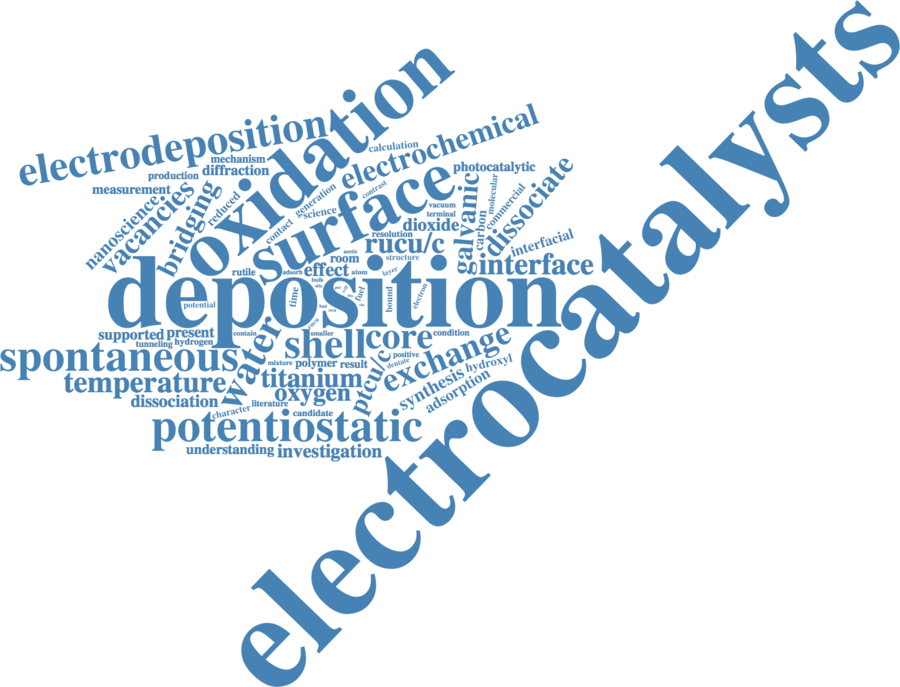 electrocatalysts
oxidation
electrodeposition
electrochemical
calculation
mechanism
diffraction
production
measurement
nanoscience
vacancies
bridging
reduced
generation
science
contrast
contact
surface
photocatalytic
galvanic
molecular
commercial
carbon
dissociate
vacuum
terminal
dioxide
resolution
rucu/c
interfacial
interface
acetic
room
structure
rutile
adsorb
effect
atom
layer
bulk
deposition
potential
time
fuel
bound
electron
supported
present
contain
smaller
core
condition
tunneling
hydrogen
spontaneous
water
shell
exchange
positive
dentate
mixture
polymer
result
ptcu/c
temperature
titanium
oxygen
synthesis
hydroxyl
adsorption
dissociation
character
literature
candidate
potentiostatic
understanding
investigation